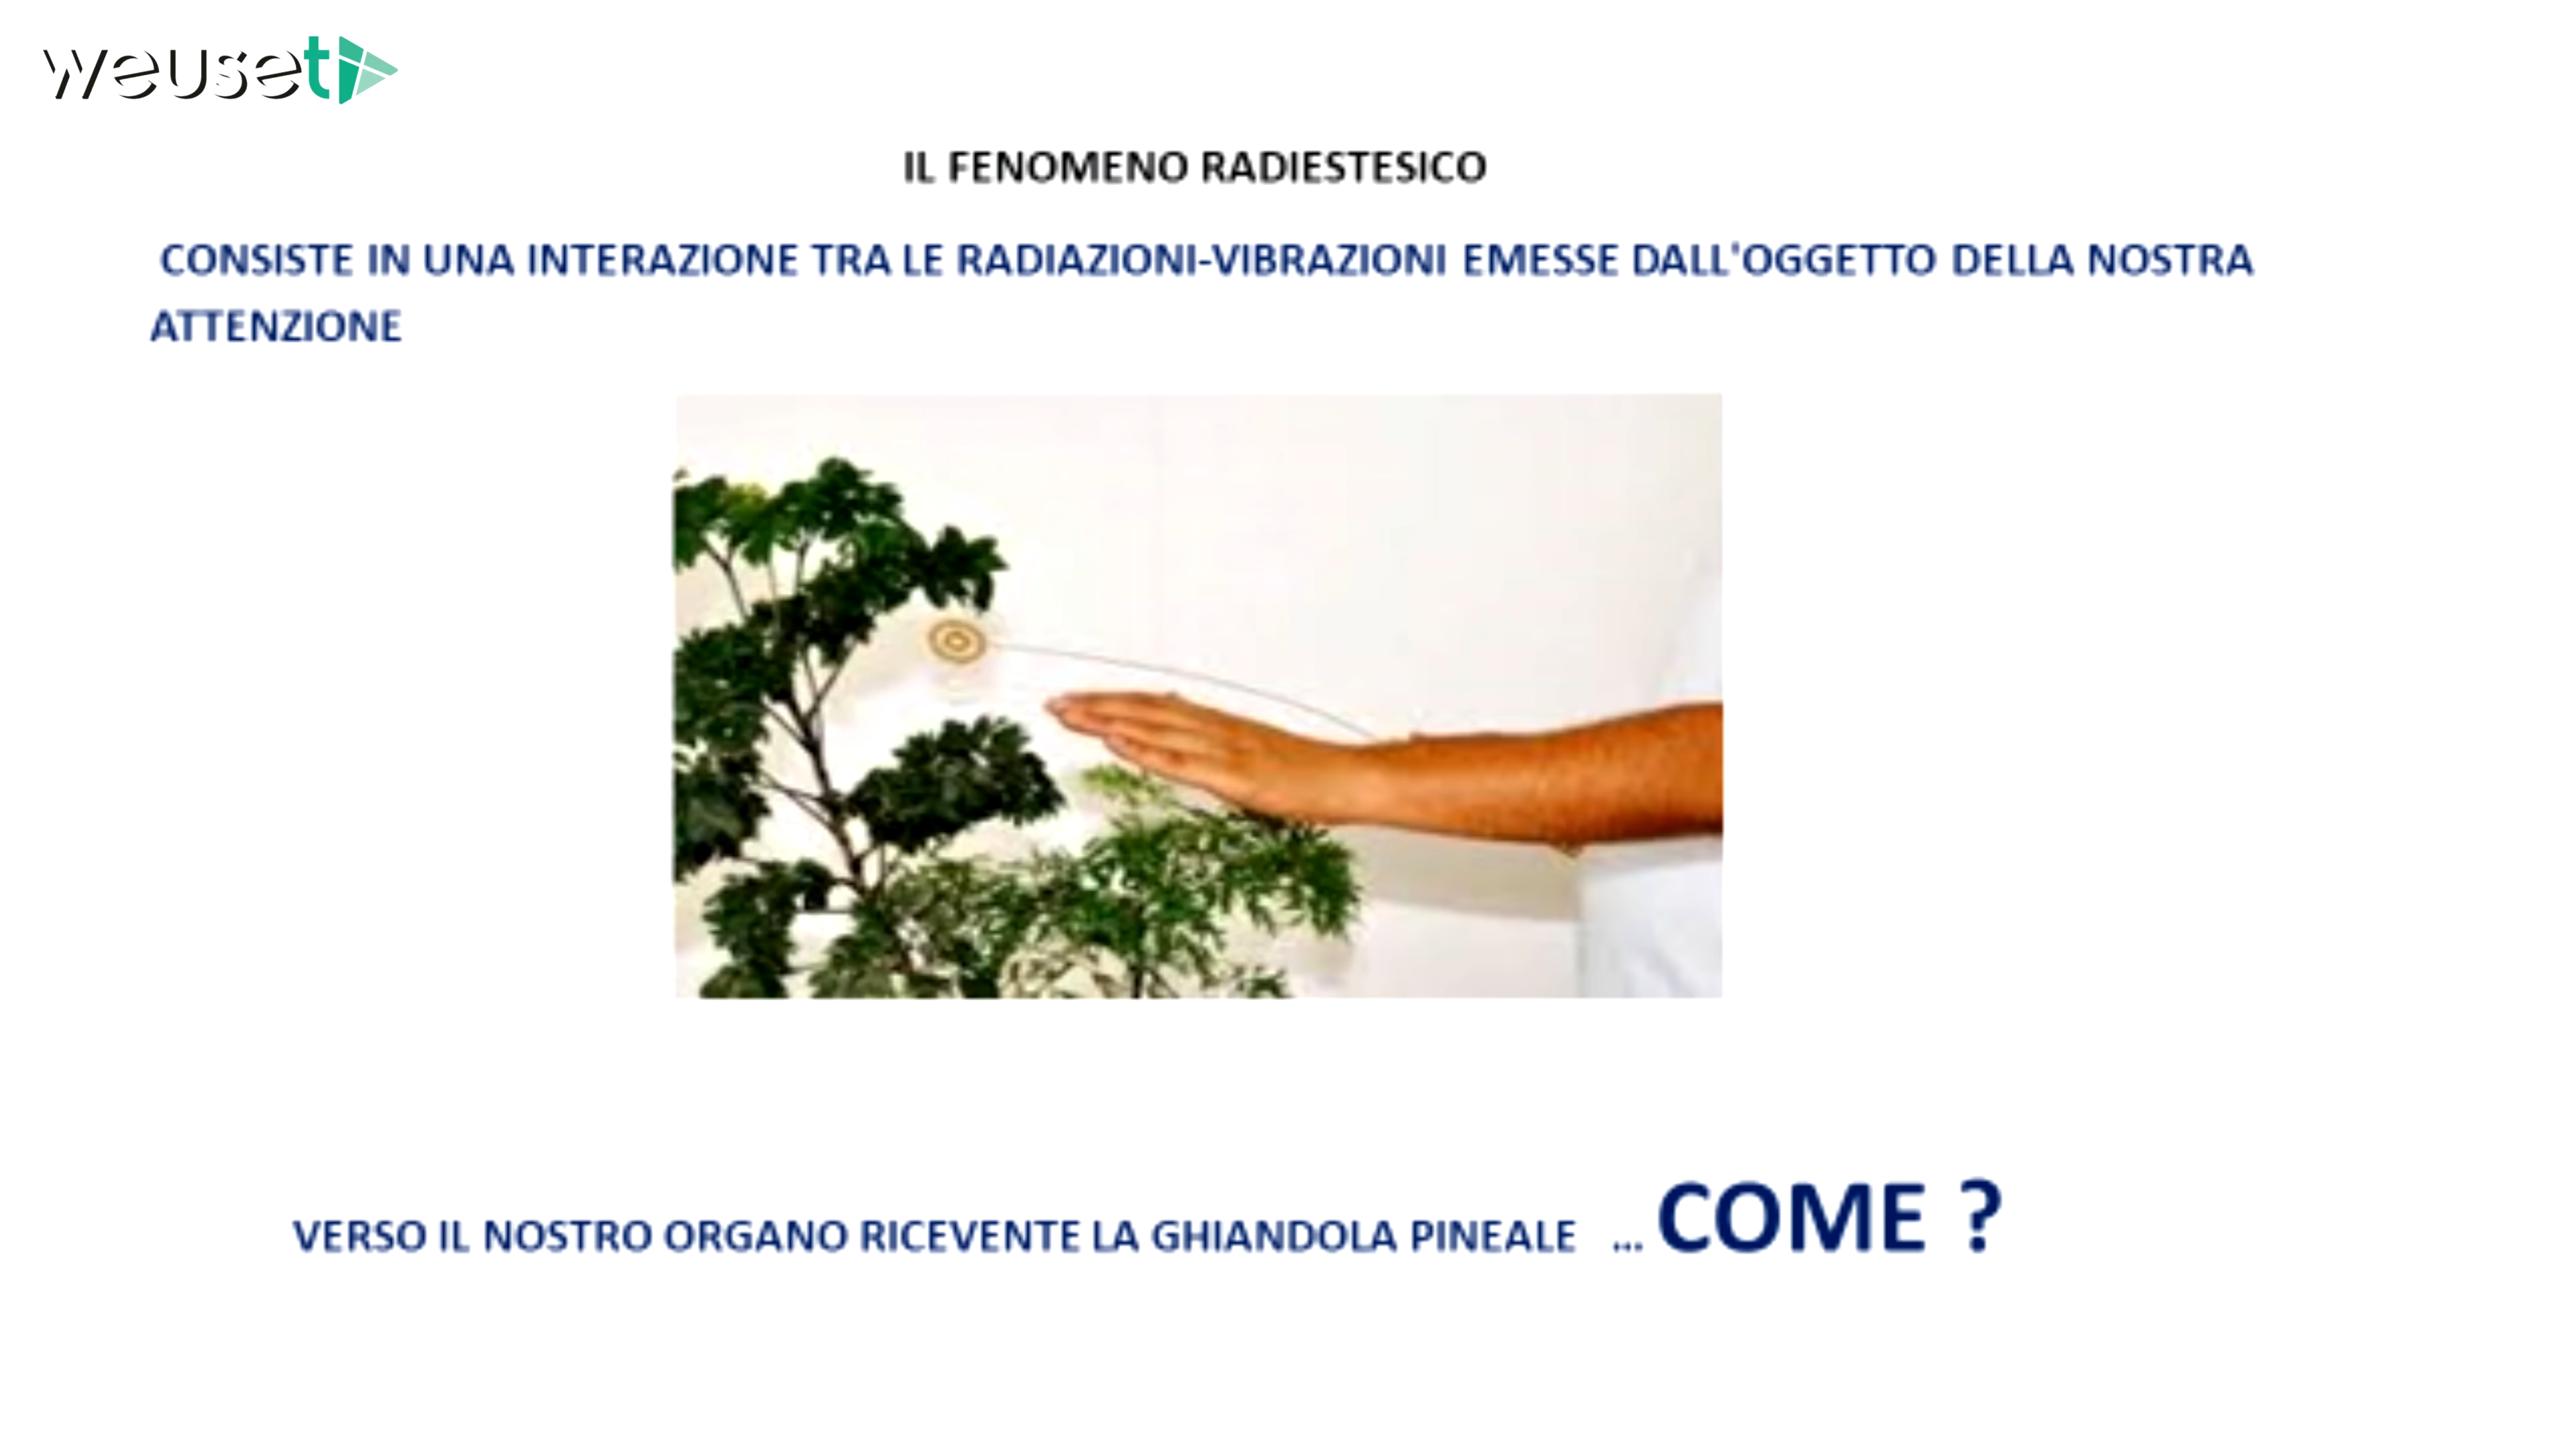 weuset
IL FENOMENO RADIESTESICO
CONSISTE IN UNA INTERAZIONE TRA LE RADIAZIONI-VIBRAZIONI EMESSE DALL'OGGETTO DELLA NOSTRA
ATTENZIONE
VERSO IL NOSTRO ORGANO RICEVENTE LA GHIANDOLA PINEALE ... COME ?